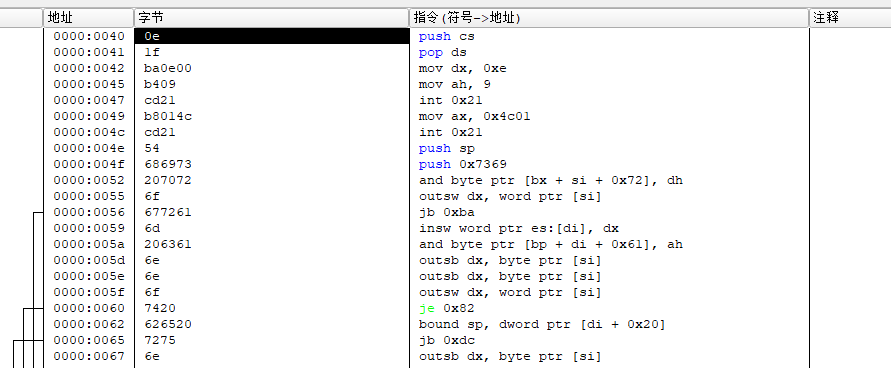 地址 字节 指令(符号->地址) 注释
0000:0040 0e push cs
0000:0041 1f pop ds
0000:0042 ba0e00 mov dx, 0xe
0000:0045 b409 mov ah, 9
0000:0047 cd21 int 0x21
0000:0049 b8014c mov ax, 0x4c01
0000:004c cd21 int 0x21
0000:004e 54 push sp
0000:004f 686973 push 0x7369
0000:0052 207072 and byte ptr [bx + si + 0x72], dh
0000:0055 6f outsw dx, word ptr [si]
0000:0056 677261 jb 0xba
0000:0059 6d insw word ptr es:[di], dx
0000:005a 206361 and byte ptr [bp + di + 0x61], ah
0000:005d 6e outsb dx, byte ptr [si]
0000:005e 6e outsb dx, byte ptr [si]
0000:005f 6f outsw dx, word ptr [si]
0000:0060 7420 je 0x82
0000:0062 626520 bound sp, dword ptr [di + 0x20]
0000:0065 7275 jb 0xdc
0000:0067 6e outsb dx, byte ptr [si]